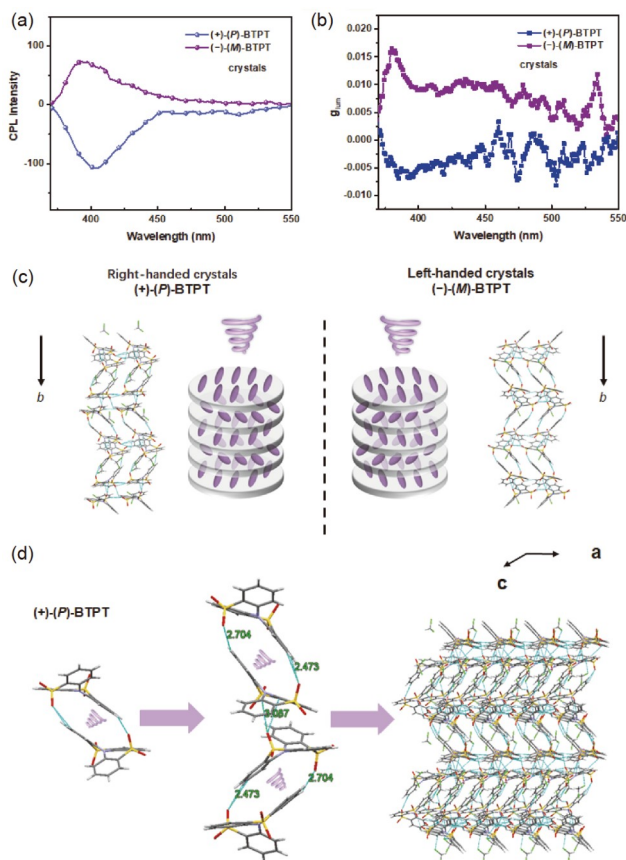 (a)
100
0
-100
CPL Intensity
(+)-(P)-BTPT
(−)-(M)-BTPT
crystals
400
450
500
550
Wavelength (nm)
(b)
0.020
0.015
0.010
0.005
0.000
-0.005
-0.010
glum
(+)-(P)-BTPT
(−)-(M)-BTPT
crystals
400
450
500
550
Wavelength (nm)
(c)
Right-handed crystals
(+)-(P)-BTPT
Left-handed crystals
(−)-(M)-BTPT
b
b
(d)
(+)-(P)-BTPT
2.704
2.473
2.473
2.704
a
c